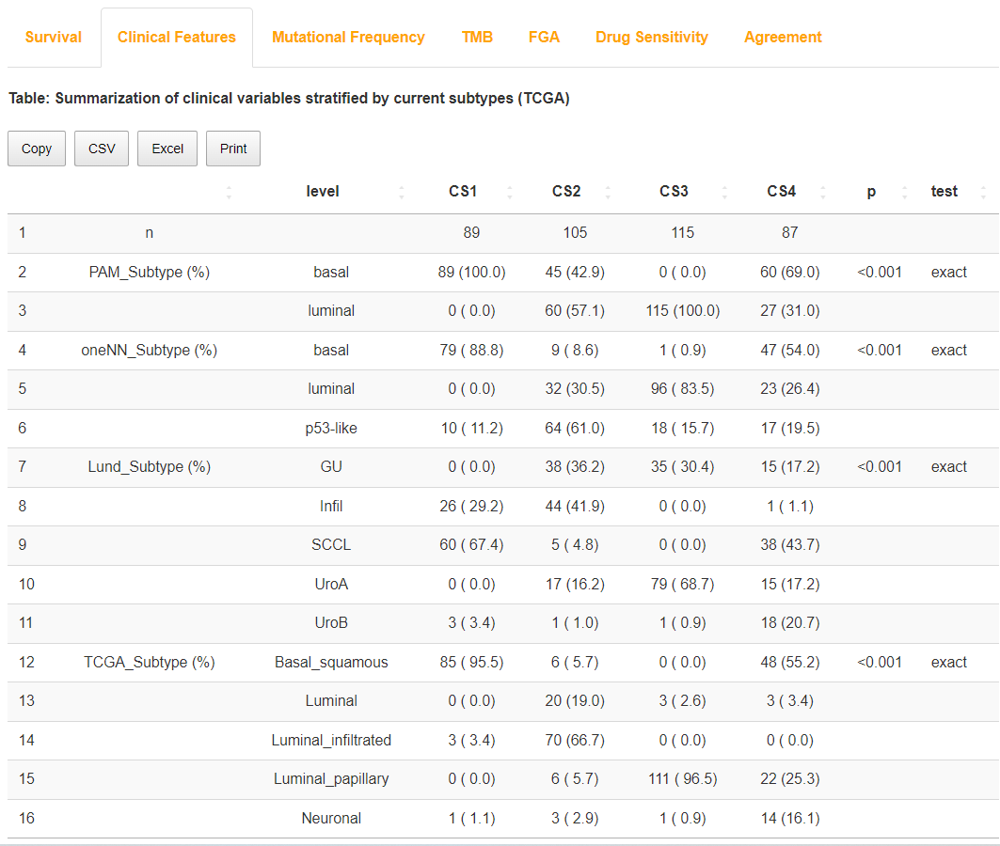 Survival Clinical Features Mutational Frequency TMB FGA Drug Sensitivity Agreement
Table: Summarization of clinical variables stratified by current subtypes (TCGA)
Copy CSV Excel Print
level CS1 CS2 CS3 CS4 p test
1 n 89 105 115 87
2 PAM_Subtype (%) basal 89 (100.0) 45 (42.9) 0 ( 0.0) 60 (69.0) <0.001 exact
3 luminal 0 ( 0.0) 60 (57.1) 115 (100.0) 27 (31.0)
4 oneNN_Subtype (%) basal 79 ( 88.8) 9 ( 8.6) 1 ( 0.9) 47 (54.0) <0.001 exact
5 luminal 0 ( 0.0) 32 (30.5) 96 ( 83.5) 23 (26.4)
6 p53-like 10 ( 11.2) 64 (61.0) 18 ( 15.7) 17 (19.5)
7 Lund_Subtype (%) GU 0 ( 0.0) 38 (36.2) 35 ( 30.4) 15 (17.2) <0.001 exact
8 Infil 26 ( 29.2) 44 (41.9) 0 ( 0.0) 1 ( 1.1)
9 SCCL 60 ( 67.4) 5 ( 4.8) 0 ( 0.0) 38 (43.7)
10 UroA 0 ( 0.0) 17 (16.2) 79 ( 68.7) 15 (17.2)
11 UroB 3 ( 3.4) 1 ( 1.0) 1 ( 0.9) 18 (20.7)
12 TCGA_Subtype (%) Basal_squamous 85 ( 95.5) 6 ( 5.7) 0 ( 0.0) 48 (55.2) <0.001 exact
13 Luminal 0 ( 0.0) 20 (19.0) 3 ( 2.6) 3 ( 3.4)
14 Luminal_infiltrated 3 ( 3.4) 70 (66.7) 0 ( 0.0) 0 ( 0.0)
15 Luminal_papillary 0 ( 0.0) 6 ( 5.7) 111 ( 96.5) 22 (25.3)
16 Neuronal 1 ( 1.1) 3 ( 2.9) 1 ( 0.9) 14 (16.1)